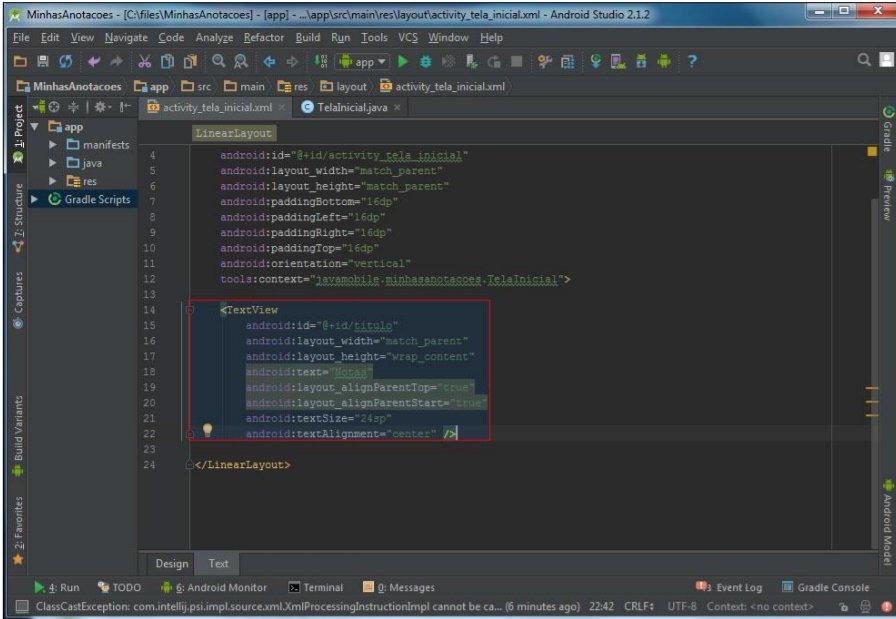 MinhasAnotacoes - [C:\files\MinhasAnotacoes] - [app] - ...\app\src\main\res\layout\activity_tela_inicial.xml - Android Studio 2.1.2
File Edit View Navigate Code Analyze Refactor Build Run Tools VCS Window Help
app
MinhasAnotacoes app src main res layout activity_tela_inicial.xml
1: Project
7: Structure
Captures
Build Variants
2: Favorites
app
manifests
java
res
Gradle Scripts
activity_tela_inicial.xml TelaInicial.java
LinearLayout
4 android:id="@+id/activity_tela_inicial"
5 android:layout_width="match_parent"
6 android:layout_height="match_parent"
7 android:paddingBottom="16dp"
8 android:paddingLeft="16dp"
9 android:paddingRight="16dp"
10 android:paddingTop="16dp"
11 android:orientation="vertical"
12 tools:context="javamobile.minhasanotacoes.TelaInicial">
13
14 <TextView
15 android:id="@+id/titulo"
16 android:layout_width="match_parent"
17 android:layout_height="wrap_content"
18 android:text="Notas"
19 android:layout_alignParentTop="true"
20 android:layout_alignParentStart="true"
21 android:textSize="24sp"
22 android:textAlignment="center" />
23
24 </LinearLayout>
Design Text
Gradle
Preview
Android Model
4: Run TODO 6: Android Monitor Terminal 0: Messages 3 Event Log Gradle Console
ClassCastException: com.intellij.psi.impl.source.xml.XmlProcessingInstructionImpl cannot be ca... (6 minutes ago) 22:42 CRLF UTF-8 Context: <no context>